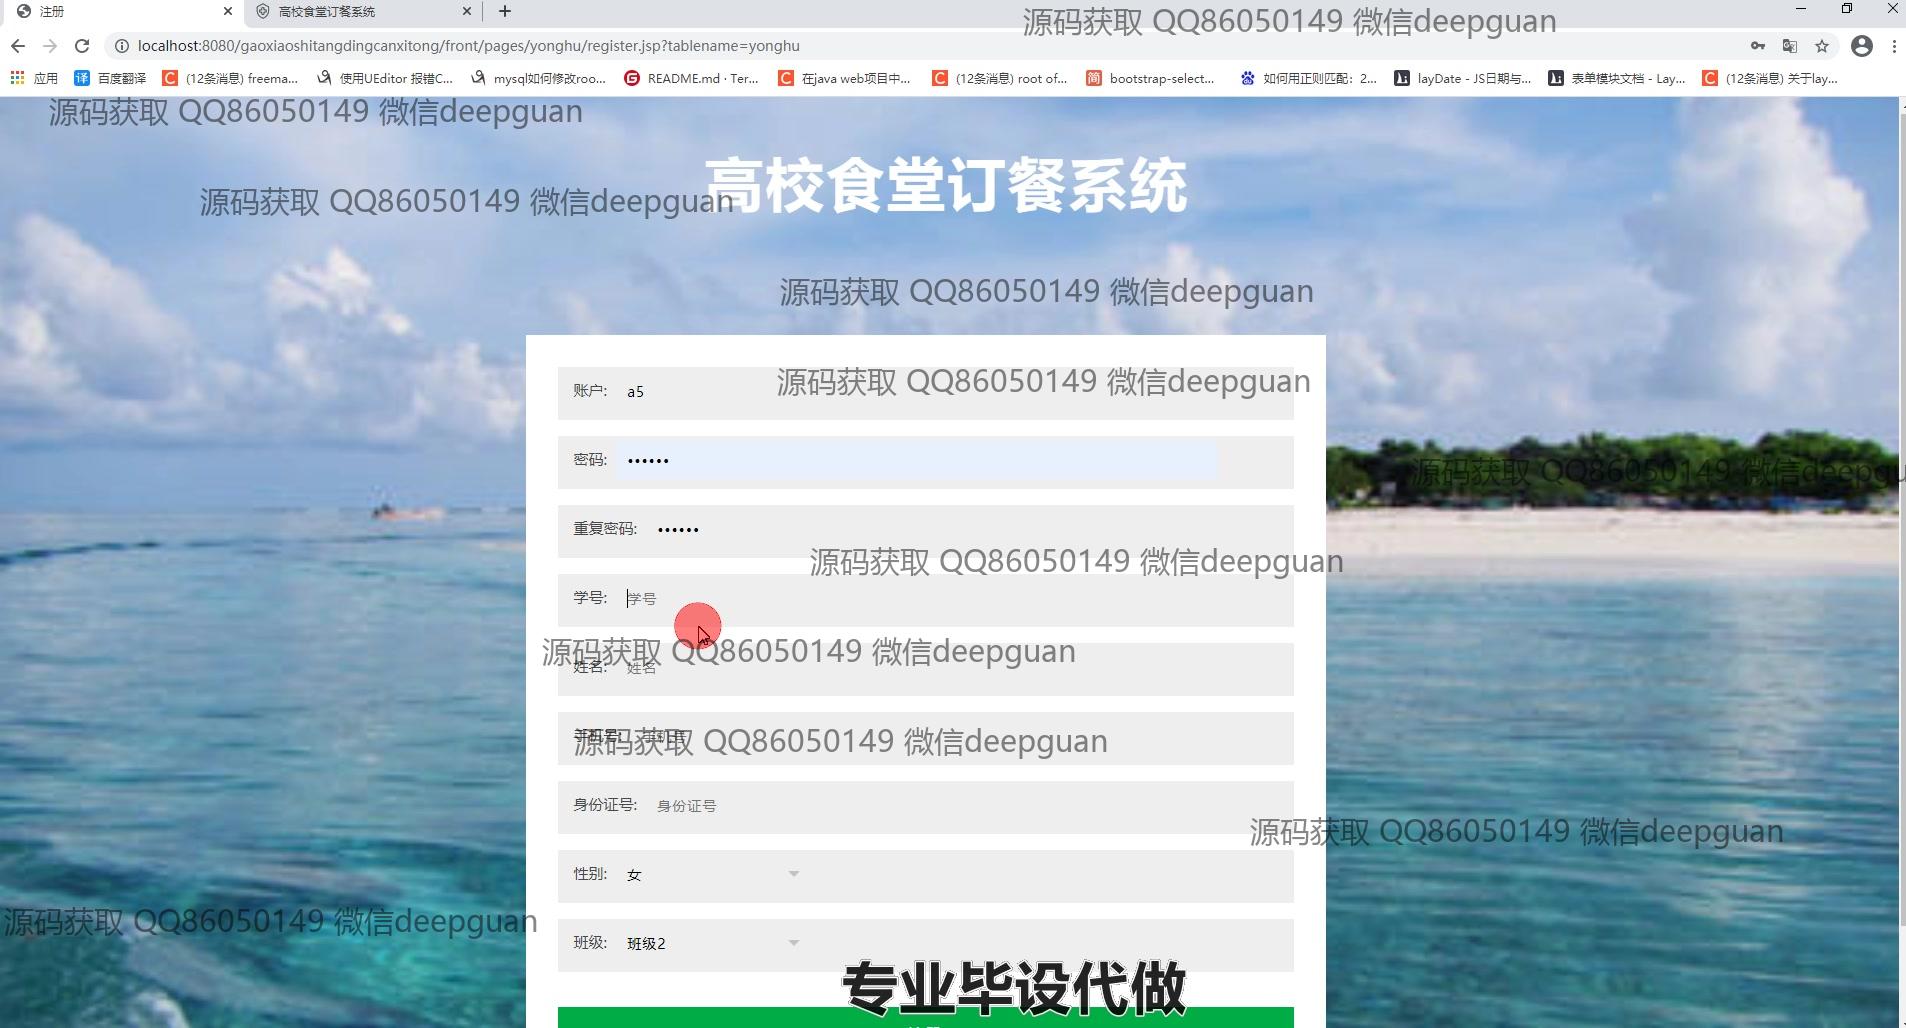 注册
高校食堂订餐系统
源码获取 QQ86050149 微信deepguan
localhost:8080/gaoxiaoshitangdingcanxitong/front/pages/yonghu/register.jsp?tablename=yonghu
应用
百度翻译
(12条消息) freema...
使用UEditor 报错C...
mysql如何修改roo...
README.md · Ter...
在java web项目中...
(12条消息) root of...
bootstrap-select...
如何用正则匹配：2...
layDate - JS日期与...
表单模块文档 - Lay...
(12条消息) 关于lay...
源码获取 QQ86050149 微信deepguan
高校食堂订餐系统
源码获取 QQ86050149 微信deepguan
源码获取 QQ86050149 微信deepguan
账户: a5
源码获取 QQ86050149 微信deepguan
密码: ••••••
源码获取 QQ86050149 微信deepgu
重复密码: ••••••
源码获取 QQ86050149 微信deepguan
学号: 学号
源码获取 QQ86050149 微信deepguan
姓名: 姓名
手机号: 手机号
源码获取 QQ86050149 微信deepguan
身份证号: 身份证号
源码获取 QQ86050149 微信deepguan
性别: 女
源码获取 QQ86050149 微信deepguan
班级: 班级2
专业毕设代做